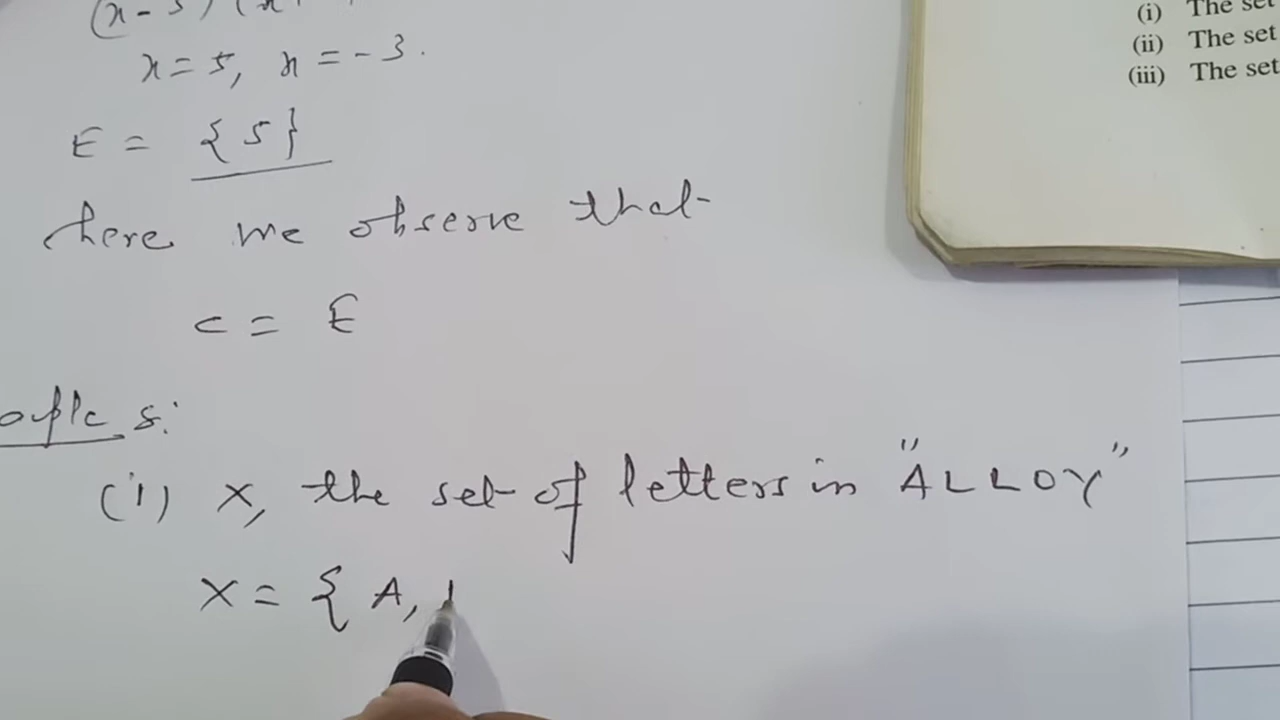 (x-5)(x+
x=5, x=-3.
E = {5}
here we observe that
C = E
s:
(i) X, the set of letters in "ALLOY"
X = { A, L
(i) The set
(ii) The set
(iii) The set